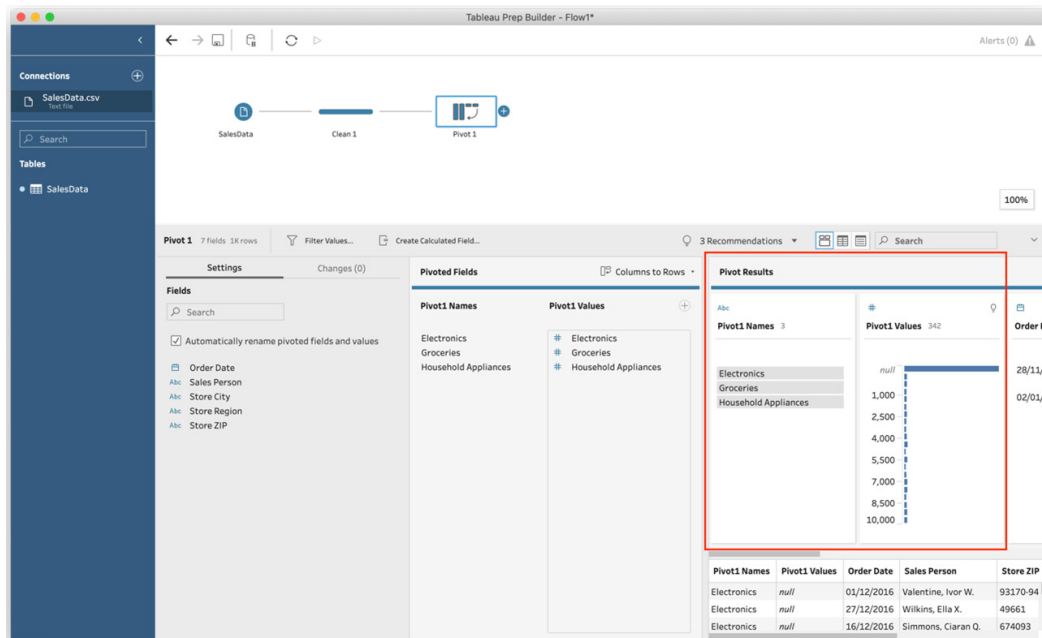 Tableau Prep Builder - Flow1*
Alerts (0)
Connections
SalesData.csv
Text file
Search
Tables
SalesData
SalesData
Clean 1
Pivot 1
100%
Pivot 1 7 fields 1K rows Filter Values... Create Calculated Field... 3 Recommendations Search
Settings Changes (0)
Fields
Search
Automatically rename pivoted fields and values
Order Date
Abc Sales Person
Abc Store City
Abc Store Region
Abc Store ZIP
Pivoted Fields Columns to Rows
Pivot1 Names Pivot1 Values
Electronics # Electronics
Groceries # Groceries
Household Appliances # Household Appliances
Pivot Results
Abc
Pivot1 Names 3
Electronics
Groceries
Household Appliances
#
Pivot1 Values 342
null
1,000
2,500
4,000
5,500
7,000
8,500
10,000
Order
28/11/
02/01/
Pivot1 Names Pivot1 Values Order Date Sales Person Store ZIP
Electronics null 01/12/2016 Valentine, Ivor W. 93170-94
Electronics null 27/12/2016 Wilkins, Ella X. 49661
Electronics null 16/12/2016 Simmons, Ciaran Q. 674093